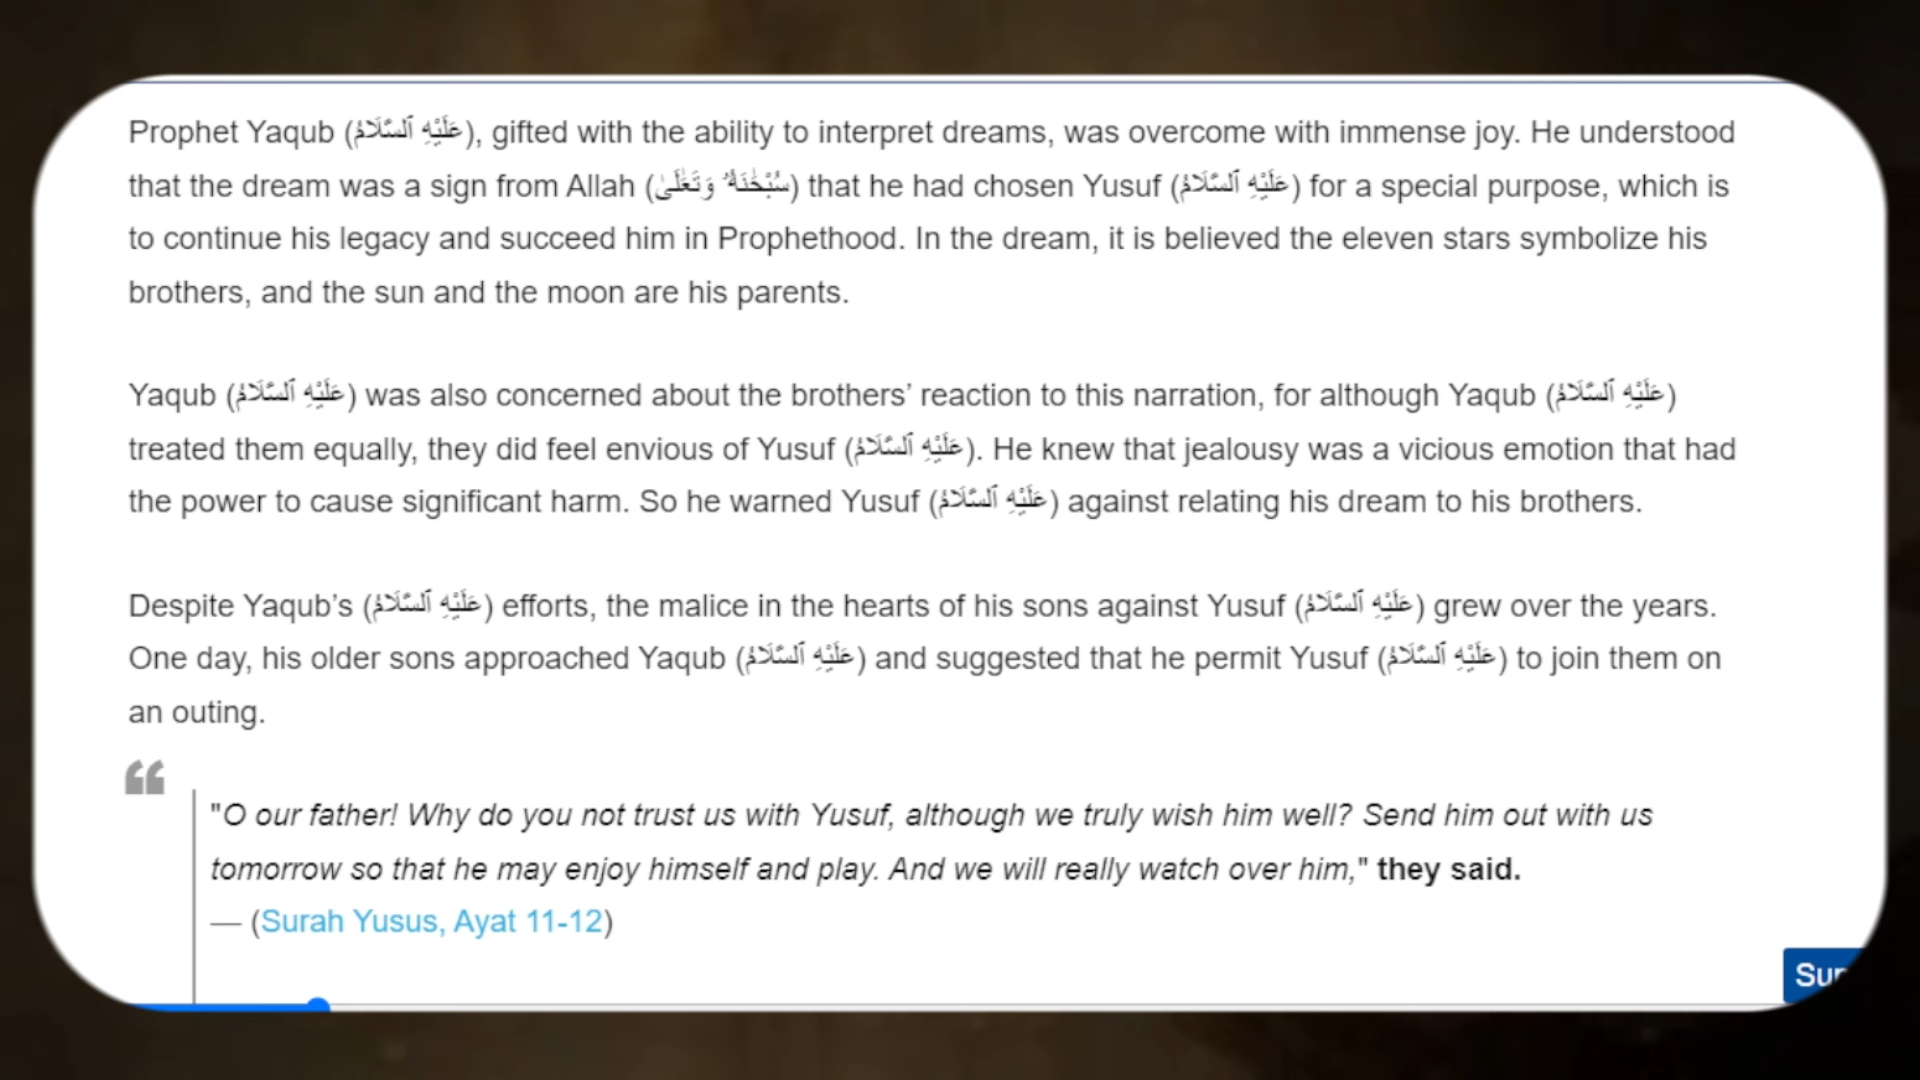 Prophet Yaqub (عَلَيْهِ ٱلسَّلَامُ), gifted with the ability to interpret dreams, was overcome with immense joy. He understood
that the dream was a sign from Allah (سُبْحَٰنَهُۥ وَتَعَٰلَىٰ) that he had chosen Yusuf (عَلَيْهِ ٱلسَّلَامُ) for a special purpose, which is
to continue his legacy and succeed him in Prophethood. In the dream, it is believed the eleven stars symbolize his
brothers, and the sun and the moon are his parents.
Yaqub (عَلَيْهِ ٱلسَّلَامُ) was also concerned about the brothers’ reaction to this narration, for although Yaqub (عَلَيْهِ ٱلسَّلَامُ)
treated them equally, they did feel envious of Yusuf (عَلَيْهِ ٱلسَّلَامُ). He knew that jealousy was a vicious emotion that had
the power to cause significant harm. So he warned Yusuf (عَلَيْهِ ٱلسَّلَامُ) against relating his dream to his brothers.
Despite Yaqub’s (عَلَيْهِ ٱلسَّلَامُ) efforts, the malice in the hearts of his sons against Yusuf (عَلَيْهِ ٱلسَّلَامُ) grew over the years.
One day, his older sons approached Yaqub (عَلَيْهِ ٱلسَّلَامُ) and suggested that he permit Yusuf (عَلَيْهِ ٱلسَّلَامُ) to join them on
an outing.
"O our father! Why do you not trust us with Yusuf, although we truly wish him well? Send him out with us
tomorrow so that he may enjoy himself and play. And we will really watch over him," they said.
— (Surah Yusus, Ayat 11-12)